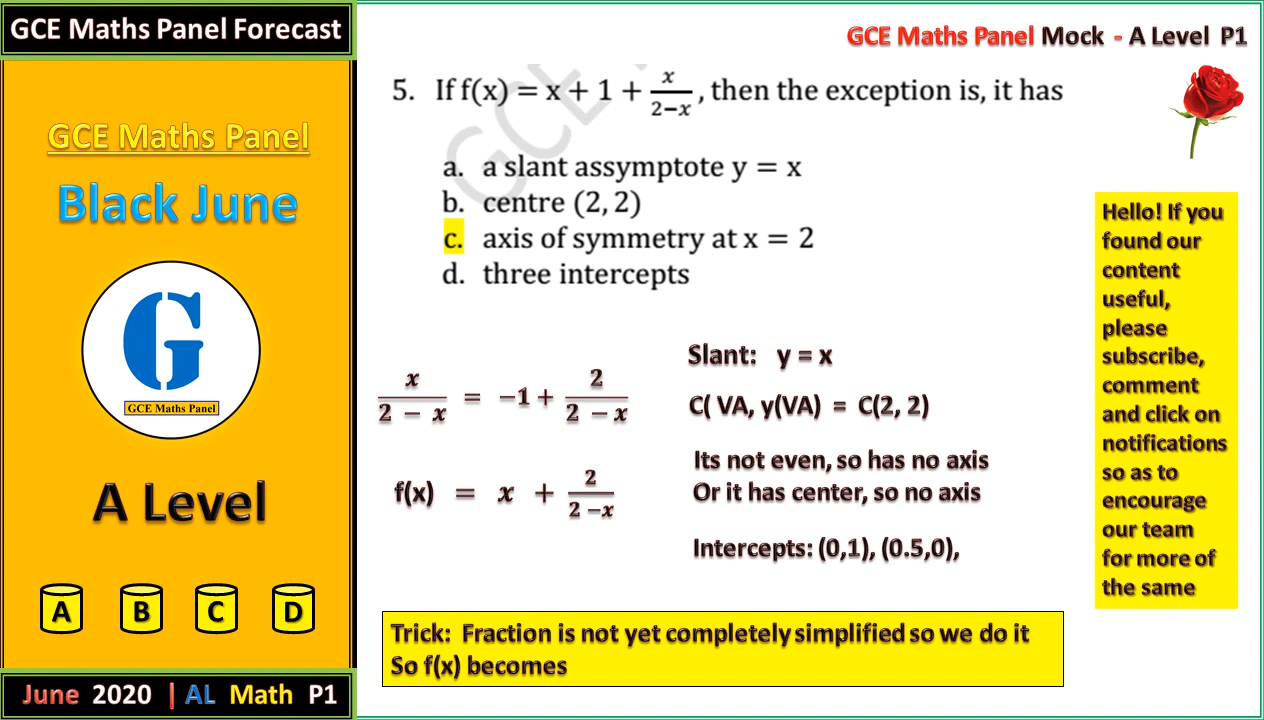 GCE Maths Panel Forecast
GCE Maths Panel
Black June
G
GCE Maths Panel
A Level
A B C D
June 2020 | AL Math P1
GCE Maths Panel Mock - A Level P1
GCE
5. If f(x) = x + 1 + x/(2−x), then the exception is, it has
a. a slant assymptote y = x
b. centre (2, 2)
c. axis of symmetry at x = 2
d. three intercepts
x/(2 − x) = −1 + 2/(2 − x)
f(x) = x + 2/(2 −x)
Slant: y = x
C( VA, y(VA) = C(2, 2)
Its not even, so has no axis
Or it has center, so no axis
Intercepts: (0,1), (0.5,0),
Trick: Fraction is not yet completely simplified so we do it
So f(x) becomes
Hello! If you
found our
content
useful,
please
subscribe,
comment
and click on
notifications
so as to
encourage
our team
for more of
the same